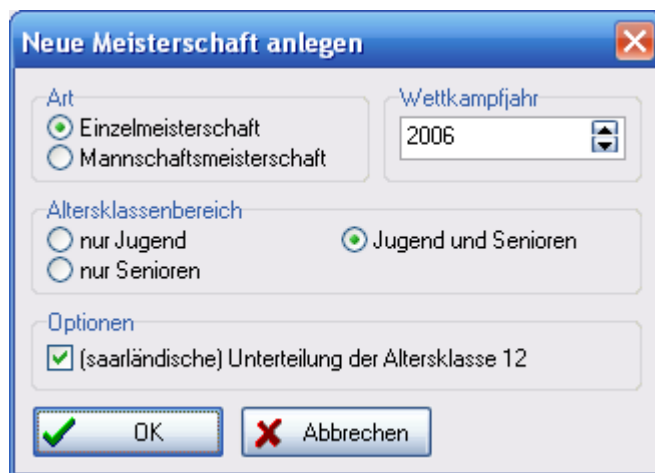 Neue Meisterschaft anlegen
Art
Einzelmeisterschaft
Mannschaftsmeisterschaft
Wettkampfjahr
2006
Altersklassenbereich
nur Jugend
Jugend und Senioren
nur Senioren
Optionen
(saarländische) Unterteilung der Altersklasse 12
OK
Abbrechen